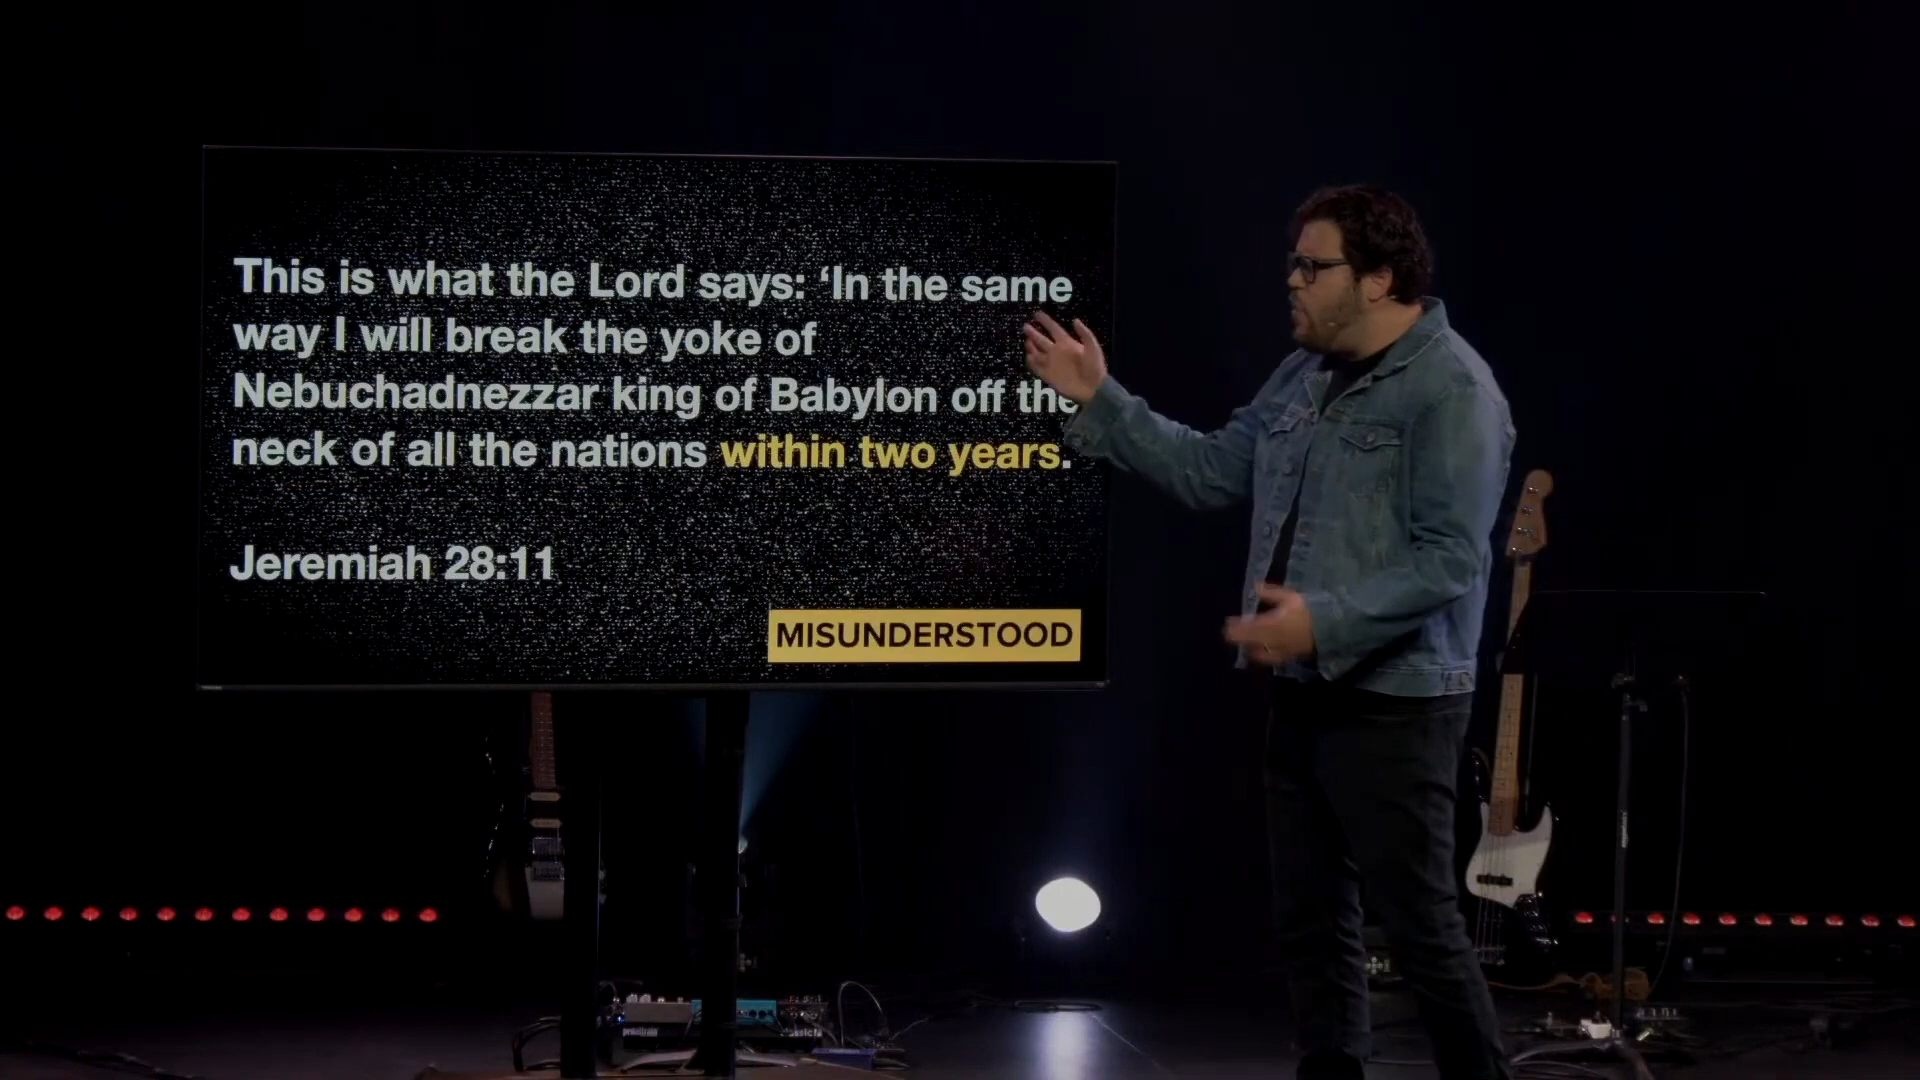 This is what the Lord says: ‘In the same
way I will break the yoke of
Nebuchadnezzar king of Babylon off the
neck of all the nations within two years.
Jeremiah 28:11
MISUNDERSTOOD